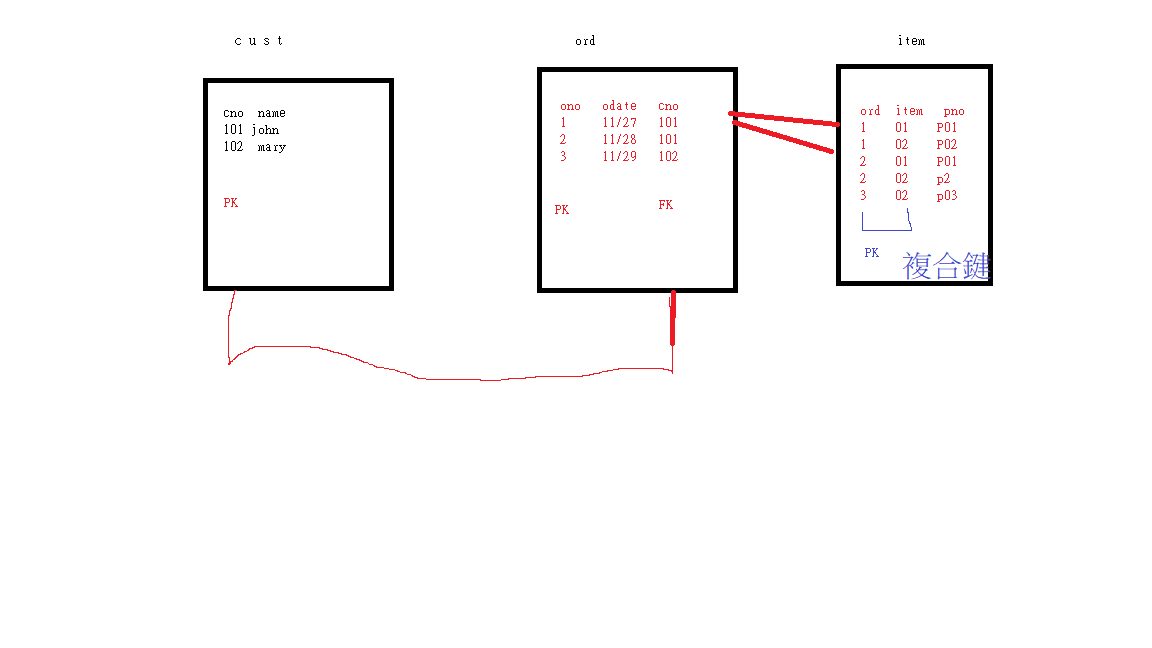 c u s t
ord
item
cno name
101 john
102 mary
PK
ono odate cno
1 11/27 101
2 11/28 101
3 11/29 102
PK FK
ord item pno
1 01 P01
1 02 P02
2 01 P01
2 02 p2
3 02 p03
PK 複合鍵